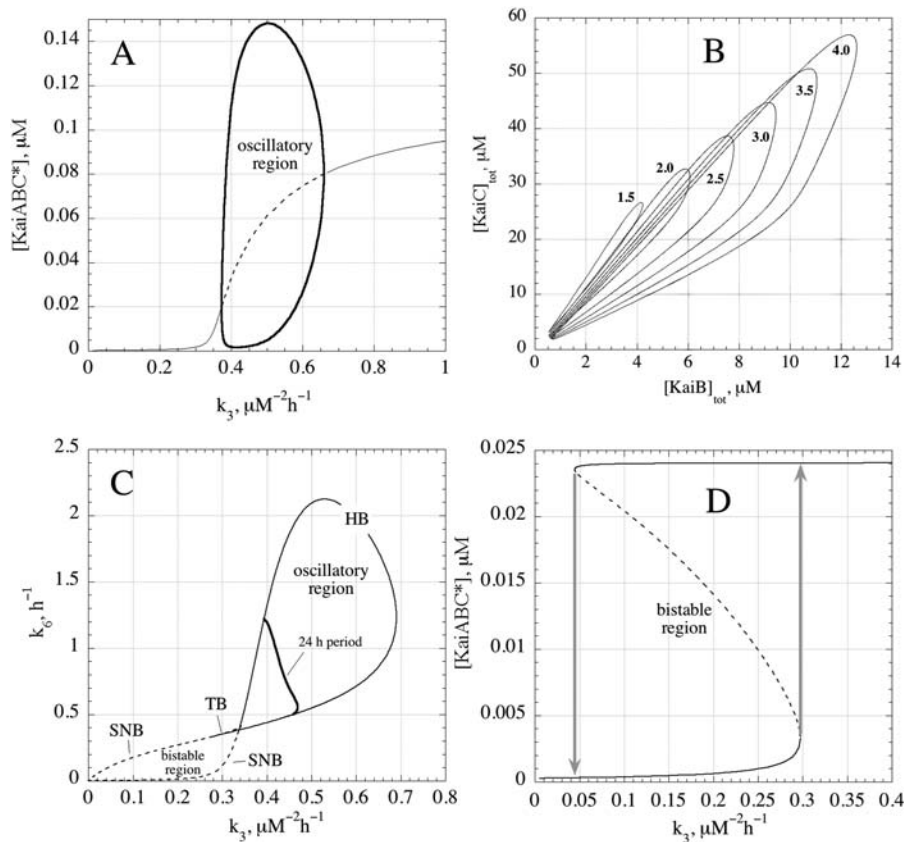 A
0.15
0.14
0.1
0.08
0.06
0.04
0.02
0
[KaiABC*], μM
oscillatory
region
0 0.2 0.4 0.6 0.8 1
k3, μM-2h-1
B
60
50
40
30
20
10
0
[KaiC]tot, μM
1.5
2.0
2.5
3.0
3.5
4.0
0 2 4 6 8 10 12 14
[KaiB]tot, μM
C
2.5
2
1.5
1
0.5
0
k6, h-1
HB
oscillatory
region
24 h period
TB
SNB
bistable
region
SNB
0 0.1 0.2 0.3 0.4 0.5 0.6 0.7 0.8
k3, μM-2h-1
D
0.025
0.02
0.015
0.01
0.005
0
[KaiABC*], μM
bistable
region
0 0.05 0.1 0.15 0.2 0.25 0.3 0.35 0.4
k3, μM-2h-1